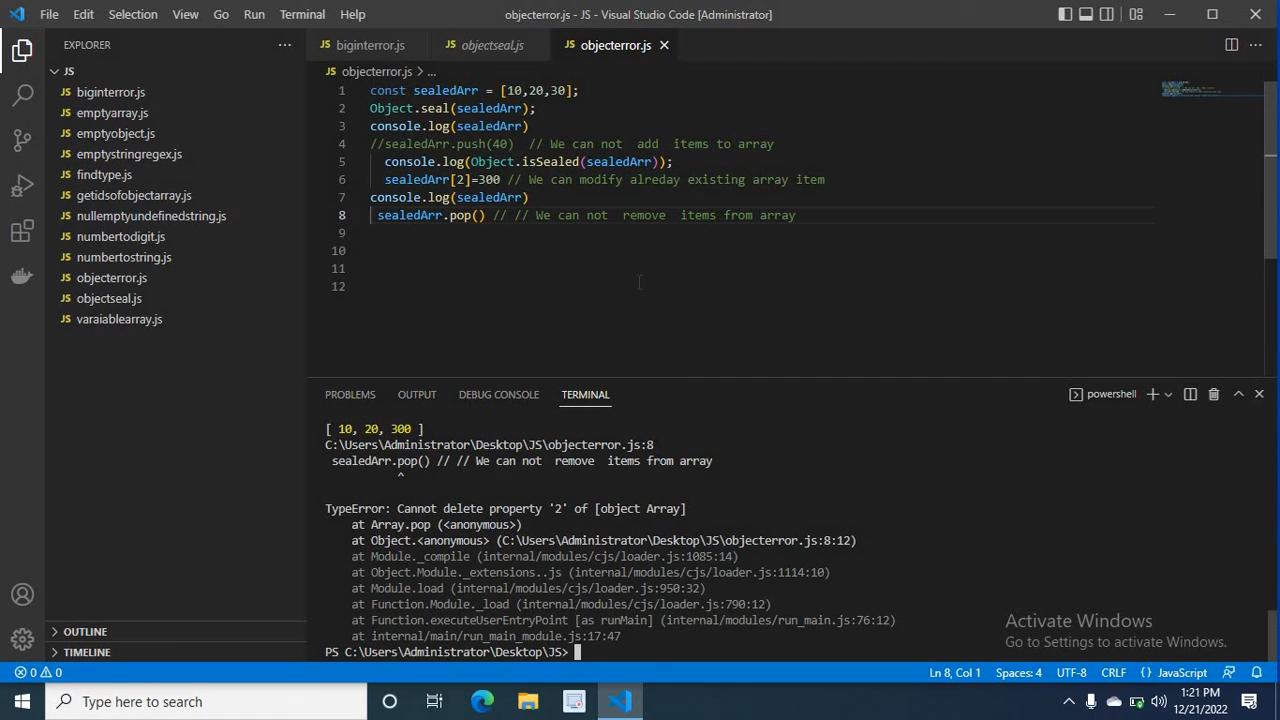 File Edit Selection View Go Run Terminal Help
objecterror.js - JS - Visual Studio Code [Administrator]
EXPLORER
JS
biginterror.js
emptyarray.js
emptyobject.js
emptystringregex.js
findtype.js
getidsofobjectarray.js
nullemptyundefinedstring.js
numbertodigit.js
numbertostring.js
objecterror.js
objectseal.js
varaiablearray.js
OUTLINE
TIMELINE
JS biginterror.js JS objectseal.js JS objecterror.js
JS objecterror.js > ...
1 const sealedArr = [10,20,30];
2 Object.seal(sealedArr);
3 console.log(sealedArr)
4 //sealedArr.push(40) // We can not add items to array
5 console.log(Object.isSealed(sealedArr));
6 sealedArr[2]=300 // We can modify alreday existing array item
7 console.log(sealedArr)
8 sealedArr.pop() // // We can not remove items from array
9
10
11
12
PROBLEMS OUTPUT DEBUG CONSOLE TERMINAL
powershell
[ 10, 20, 300 ]
C:\Users\Administrator\Desktop\JS\objecterror.js:8
sealedArr.pop() // // We can not remove items from array
^
TypeError: Cannot delete property '2' of [object Array]
at Array.pop (<anonymous>)
at Object.<anonymous> (C:\Users\Administrator\Desktop\JS\objecterror.js:8:12)
at Module._compile (internal/modules/cjs/loader.js:1085:14)
at Object.Module._extensions..js (internal/modules/cjs/loader.js:1114:10)
at Module.load (internal/modules/cjs/loader.js:950:32)
at Function.Module._load (internal/modules/cjs/loader.js:790:12)
at Function.executeUserEntryPoint [as runMain] (internal/modules/run_main.js:76:12)
at internal/main/run_main_module.js:17:47
PS C:\Users\Administrator\Desktop\JS>
Activate Windows
Go to Settings to activate Windows.
0 0
Ln 8, Col 1 Spaces: 4 UTF-8 CRLF {} JavaScript
Type here to search
1:21 PM
12/21/2022